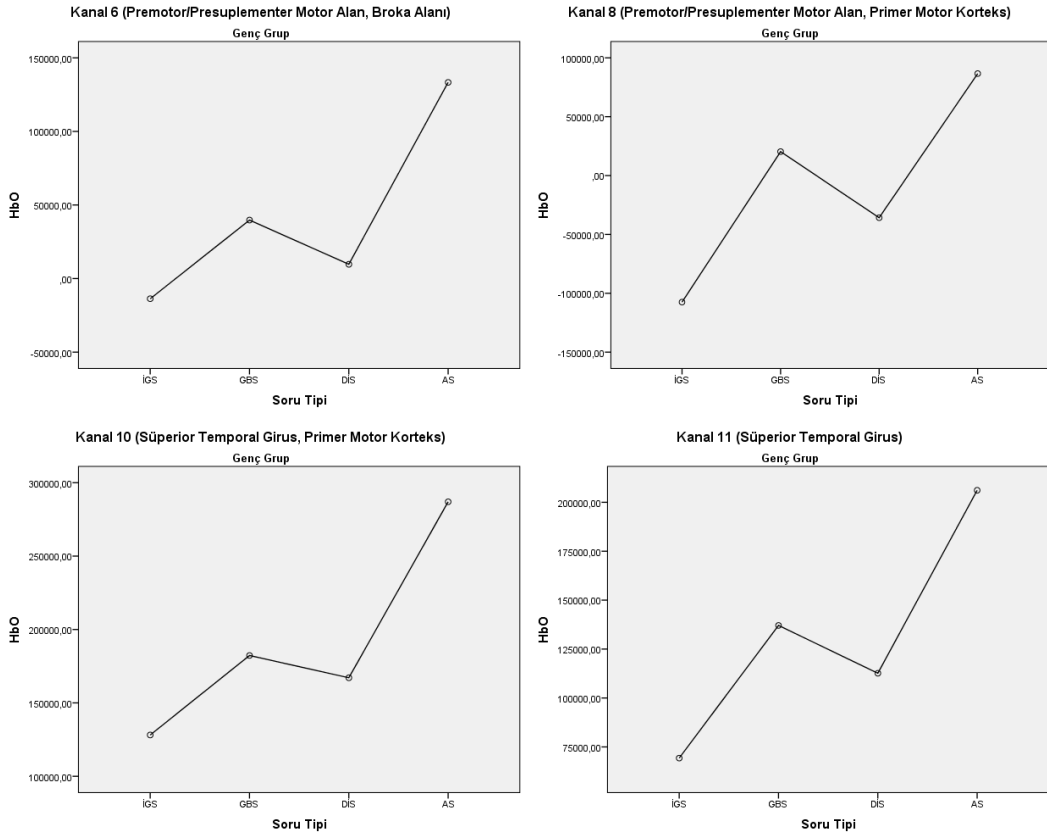 Kanal 6 (Premotor/Presuplementer Motor Alan, Broka Alanı)
Genç Grup
150000,00
100000,00
50000,00
,00
-50000,00
HbO
İGS GBS DİS AS
Soru Tipi
Kanal 8 (Premotor/Presuplementer Motor Alan, Primer Motor Korteks)
Genç Grup
100000,00
50000,00
,00
-50000,00
-100000,00
-150000,00
HbO
İGS GBS DİS AS
Soru Tipi
Kanal 10 (Süperior Temporal Girus, Primer Motor Korteks)
Genç Grup
300000,00
250000,00
200000,00
150000,00
100000,00
HbO
İGS GBS DİS AS
Soru Tipi
Kanal 11 (Süperior Temporal Girus)
Genç Grup
200000,00
175000,00
150000,00
125000,00
100000,00
75000,00
HbO
İGS GBS DİS AS
Soru Tipi